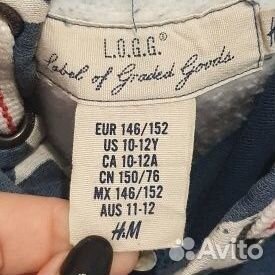 L.O.G.G.®
Label of Graded Goods
EUR 146/152
US 10-12Y
CA 10-12A
CN 150/76
MX 146/152
AUS 11-12
H&M
Avito